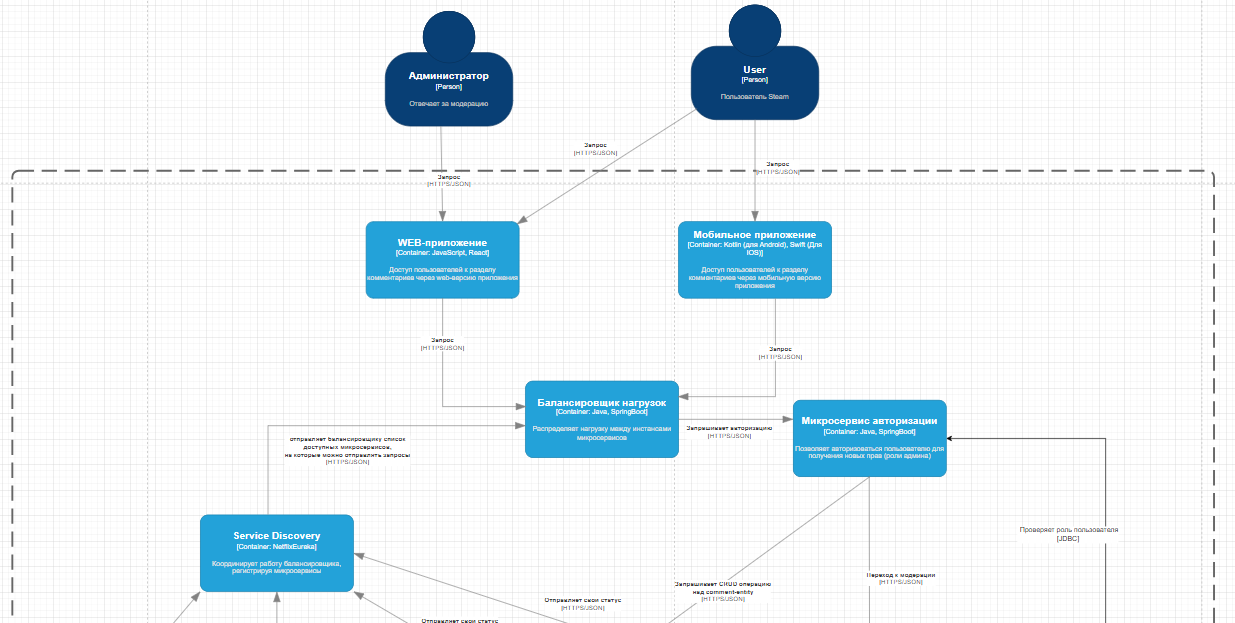 Администратор
[Person]
Отвечает за модерацию
User
[Person]
Пользователь Steam
Запрос
[HTTPS/JSON]
Запрос
[HTTPS/JSON]
Запрос
[HTTPS/JSON]
WEB-приложение
[Container: JavaScript, React]
Доступ пользователей к разделу
комментариев через web-версию приложения
Мобильное приложение
[Container: Kotlin (для Android), Swift (Для
IOS)]
Доступ пользователей к разделу
комментариев через мобильную версию
приложения
Запрос
[HTTPS/JSON]
Запрос
[HTTPS/JSON]
Балансировщик нагрузок
[Container: Java, SpringBoot]
Распределяет нагрузку между инстансами
микросервисов
Запрашивает авторизацию
[HTTPS/JSON]
Микросервис авторизации
[Container: Java, SpringBoot]
Позволяет авторизоваться пользователю для
получения новых прав (роли админа)
отправляет балансировщику список
доступных микросервисов,
на которые можно отправлять запросы
[HTTPS/JSON]
Service Discovery
[Container: NetflixEureka]
Координирует работу балансировщика,
регистрируя микросервисы
Проверяет роль пользователя
[JDBC]
Переход к модерации
[HTTPS/JSON]
Запрашивает CRUD операцию
над comment-entity
[HTTPS/JSON]
Отправляет свой статус
[HTTPS/JSON]
Отправляет свой статус